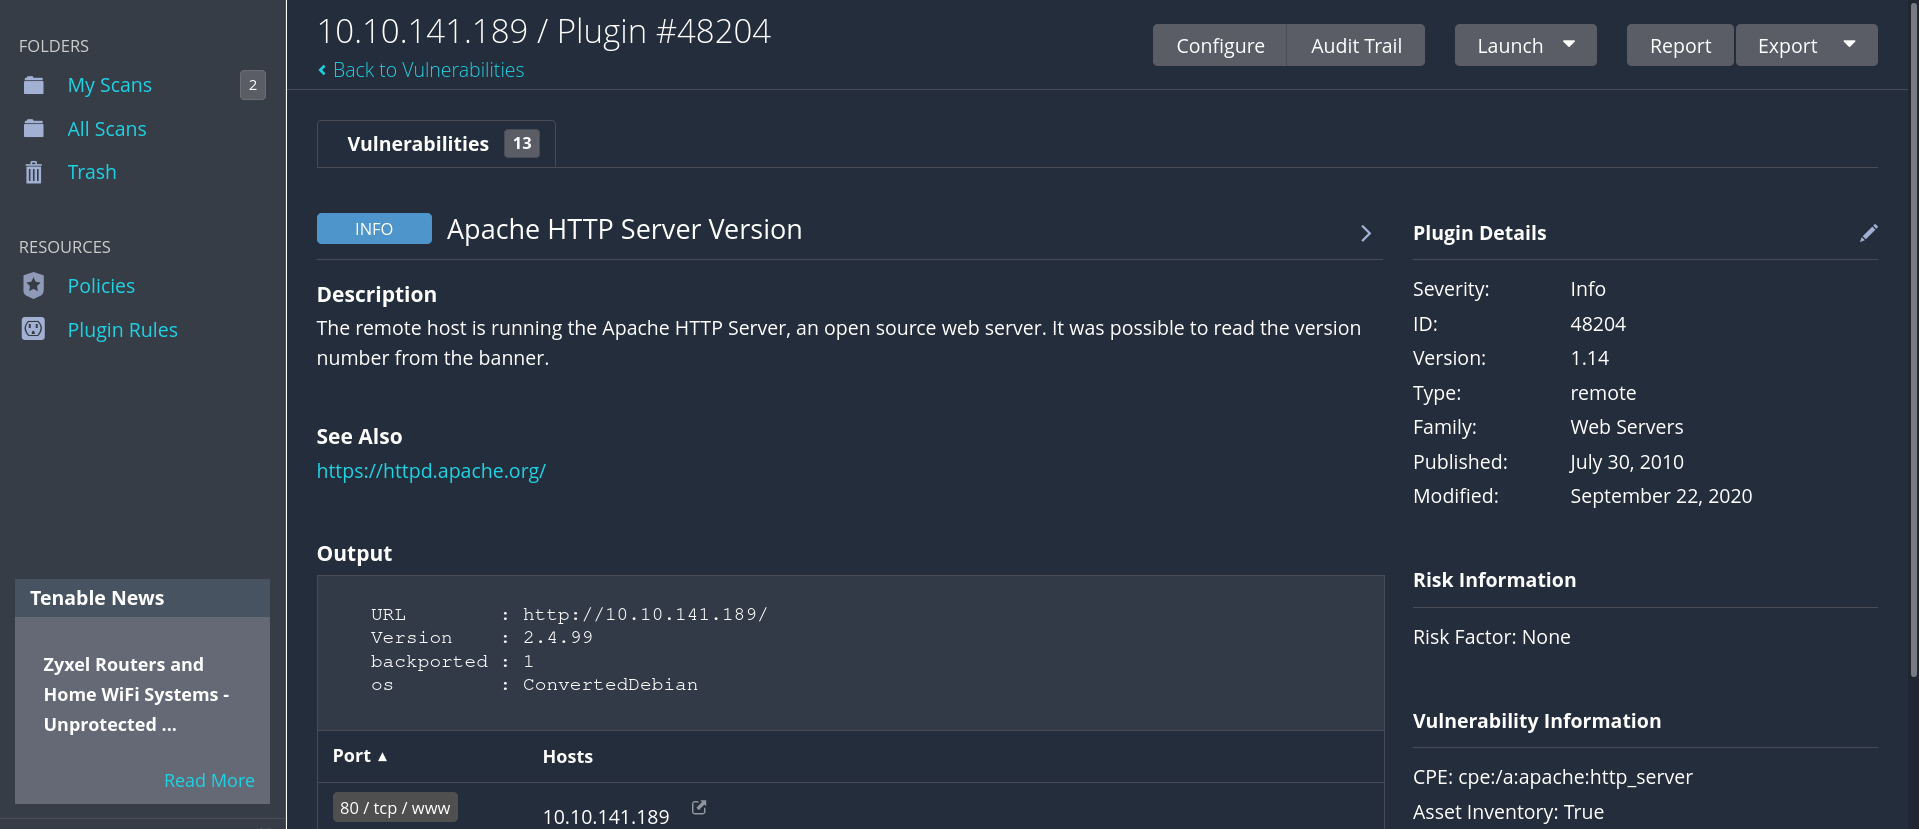 FOLDERS
My Scans 2
All Scans
Trash
RESOURCES
Policies
Plugin Rules
Tenable News
Zyxel Routers and
Home WiFi Systems -
Unprotected ...
Read More
10.10.141.189 / Plugin #48204
Back to Vulnerabilities
Configure Audit Trail Launch Report Export
Vulnerabilities 13
INFO Apache HTTP Server Version
Description
The remote host is running the Apache HTTP Server, an open source web server. It was possible to read the version
number from the banner.
See Also
https://httpd.apache.org/
Output
URL : http://10.10.141.189/
Version : 2.4.99
backported : 1
os : ConvertedDebian
Port ▲ Hosts
80 / tcp / www 10.10.141.189
Plugin Details
Severity: Info
ID: 48204
Version: 1.14
Type: remote
Family: Web Servers
Published: July 30, 2010
Modified: September 22, 2020
Risk Information
Risk Factor: None
Vulnerability Information
CPE: cpe:/a:apache:http_server
Asset Inventory: True